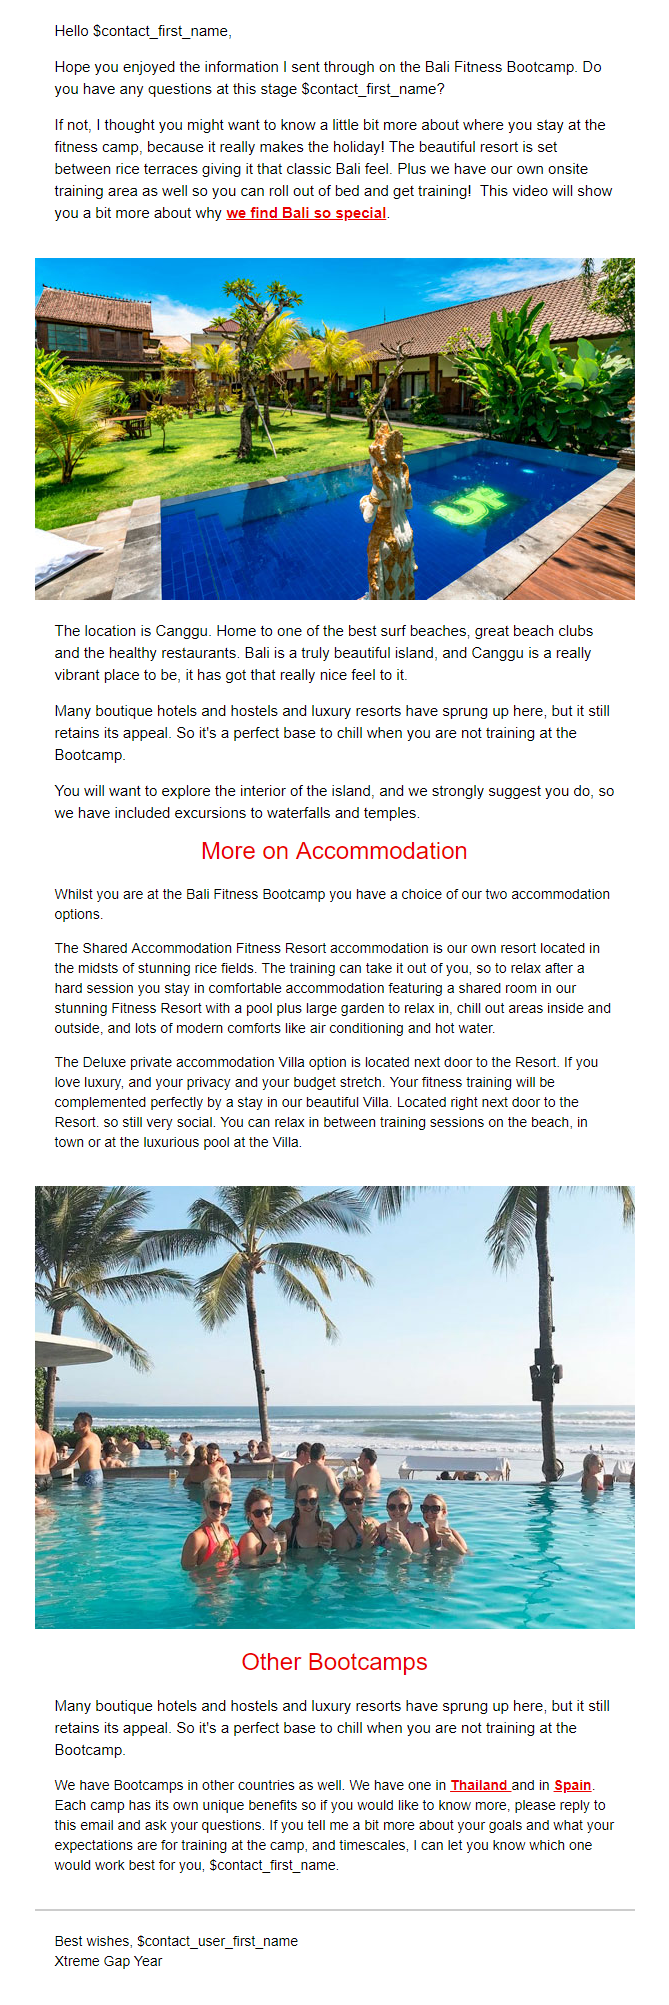 Hello $contact_first_name,
Hope you enjoyed the information I sent through on the Bali Fitness Bootcamp. Do
you have any questions at this stage $contact_first_name?
If not, I thought you might want to know a little bit more about where you stay at the
fitness camp, because it really makes the holiday! The beautiful resort is set
between rice terraces giving it that classic Bali feel. Plus we have our own onsite
training area as well so you can roll out of bed and get training!  This video will show
you a bit more about why we find Bali so special.
The location is Canggu. Home to one of the best surf beaches, great beach clubs
and the healthy restaurants. Bali is a truly beautiful island, and Canggu is a really
vibrant place to be, it has got that really nice feel to it.
Many boutique hotels and hostels and luxury resorts have sprung up here, but it still
retains its appeal. So it's a perfect base to chill when you are not training at the
Bootcamp.
You will want to explore the interior of the island, and we strongly suggest you do, so
we have included excursions to waterfalls and temples.
More on Accommodation
Whilst you are at the Bali Fitness Bootcamp you have a choice of our two accommodation
options.
The Shared Accommodation Fitness Resort accommodation is our own resort located in
the midsts of stunning rice fields. The training can take it out of you, so to relax after a
hard session you stay in comfortable accommodation featuring a shared room in our
stunning Fitness Resort with a pool plus large garden to relax in, chill out areas inside and
outside, and lots of modern comforts like air conditioning and hot water.
The Deluxe private accommodation Villa option is located next door to the Resort. If you
love luxury, and your privacy and your budget stretch. Your fitness training will be
complemented perfectly by a stay in our beautiful Villa. Located right next door to the
Resort. so still very social. You can relax in between training sessions on the beach, in
town or at the luxurious pool at the Villa.
Other Bootcamps
Many boutique hotels and hostels and luxury resorts have sprung up here, but it still
retains its appeal. So it's a perfect base to chill when you are not training at the
Bootcamp.
We have Bootcamps in other countries as well. We have one in Thailand and in Spain.
Each camp has its own unique benefits so if you would like to know more, please reply to
this email and ask your questions. If you tell me a bit more about your goals and what your
expectations are for training at the camp, and timescales, I can let you know which one
would work best for you, $contact_first_name.
Best wishes, $contact_user_first_name
Xtreme Gap Year